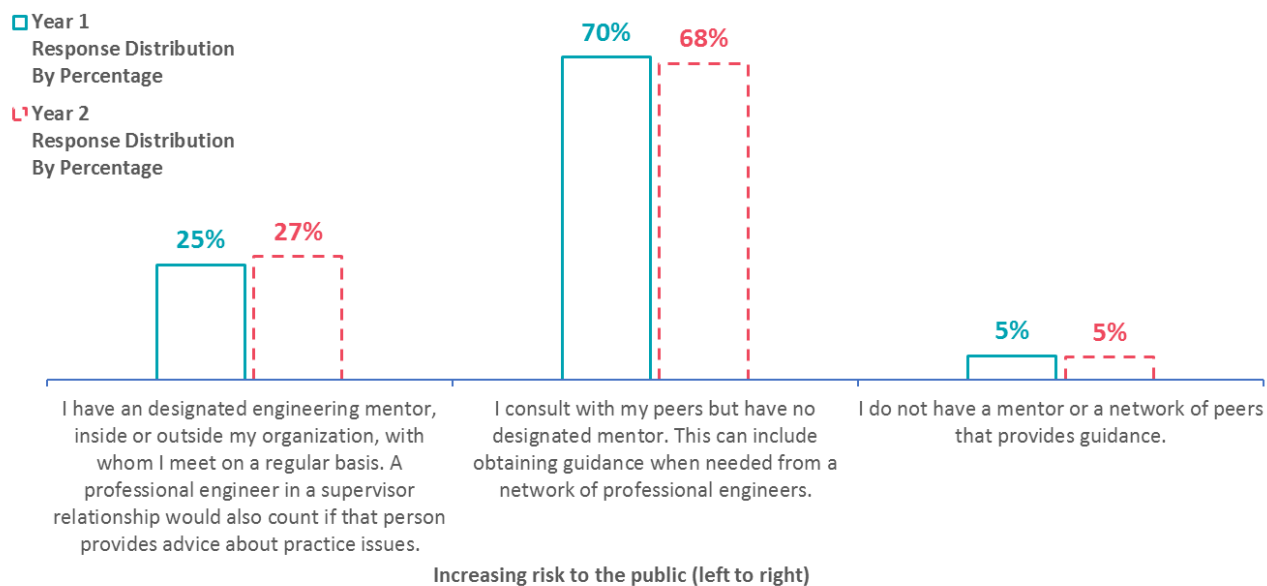 Year 1
Response Distribution
By Percentage
Year 2
Response Distribution
By Percentage
25%
27%
70%
68%
5%
5%
I have an designated engineering mentor,
inside or outside my organization, with
whom I meet on a regular basis. A
professional engineer in a supervisor
relationship would also count if that person
provides advice about practice issues.
I consult with my peers but have no
designated mentor. This can include
obtaining guidance when needed from a
network of professional engineers.
I do not have a mentor or a network of peers
that provides guidance.
Increasing risk to the public (left to right)